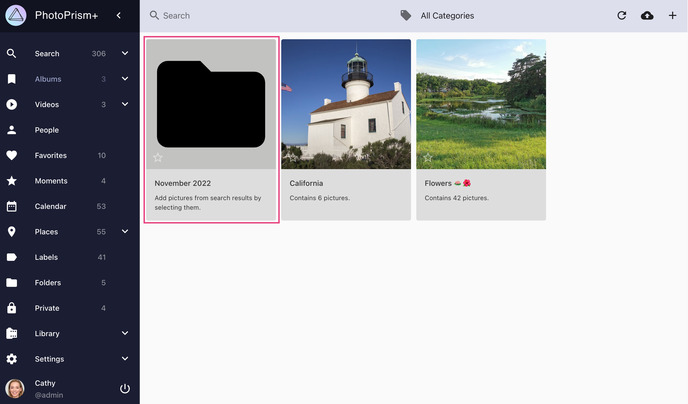 PhotoPrism+
Search
All Categories
Search 306
Albums 3
Videos 3
People
Favorites 10
Moments 4
Calendar 53
Places 55
Labels 41
Folders 5
Private 4
Library
Settings
Cathy
@admin
November 2022
Add pictures from search results by
selecting them.
California
Contains 6 pictures.
Flowers 🪷🌺
Contains 42 pictures.